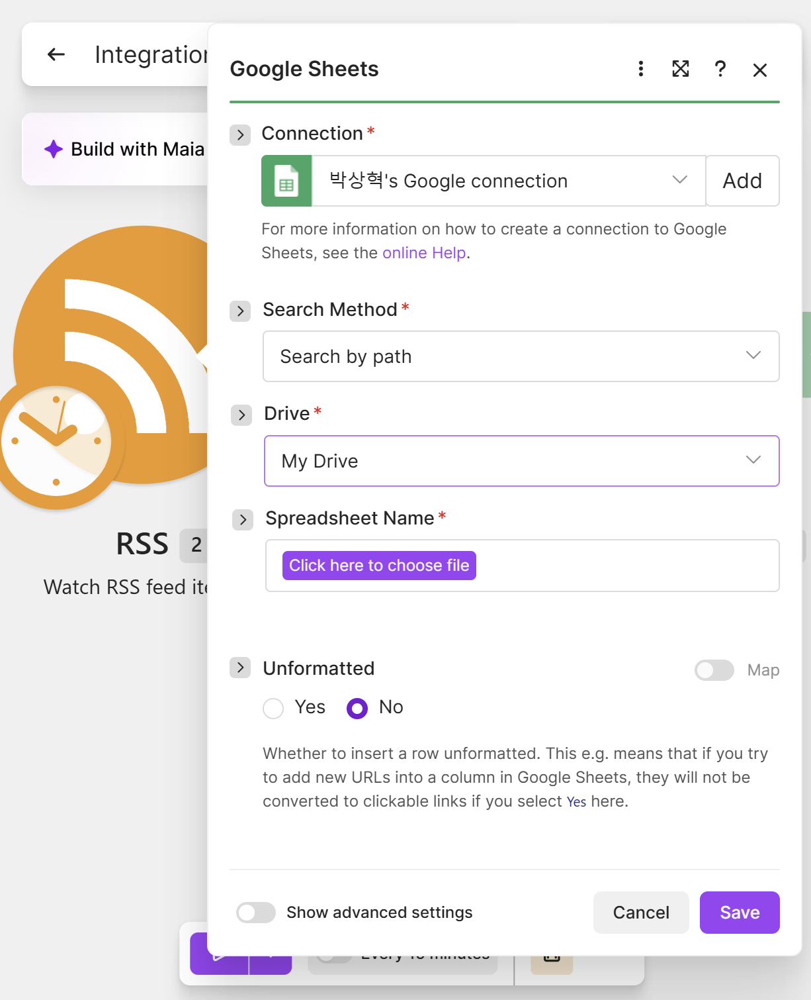 Integration
Google Sheets
Build with Maia
Connection *
박상혁's Google connection
Add
For more information on how to create a connection to Google
Sheets, see the online Help.
Search Method *
Search by path
Drive *
My Drive
Spreadsheet Name *
Click here to choose file
RSS 2
Watch RSS feed
Unformatted
Map
Yes No
Whether to insert a row unformatted. This e.g. means that if you try
to add new URLs into a column in Google Sheets, they will not be
converted to clickable links if you select Yes here.
Show advanced settings
Cancel
Save
Every 15 minutes